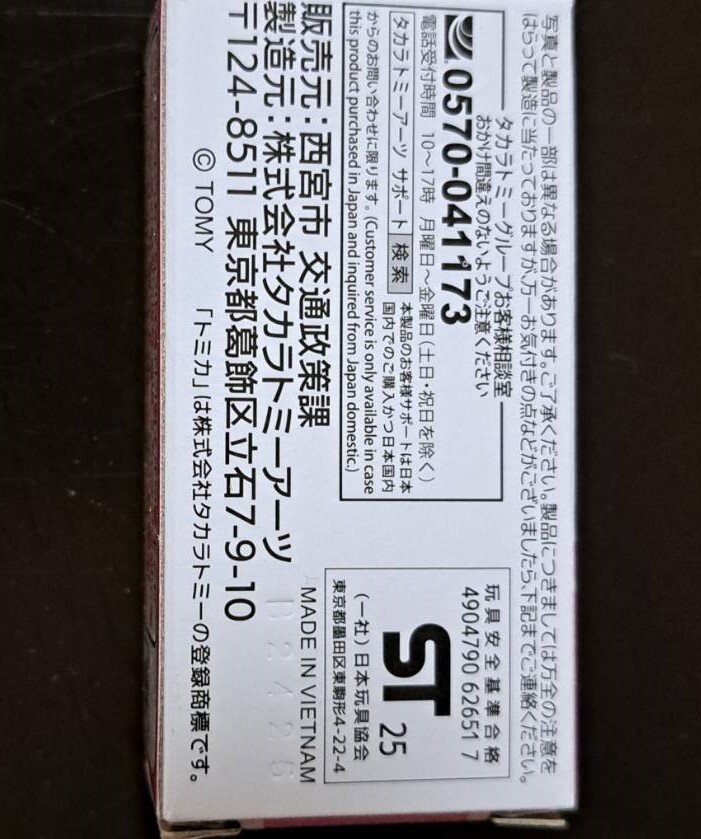 写真と製品の一部は異なる場合があります。ご了承ください。製品につきましては万全の注意を
はらって製造に当たっておりますが、万一お気付きの点などがございましたら、下記までご連絡ください。
タカラトミーグループお客様相談室
おかけ間違えのないようご注意ください
0570-041173
電話受付時間 10〜17時 月曜日〜金曜日(土日・祝日を除く)
タカラトミーアーツ サポート 検索
本製品のお客様サポートは日本
国内でのご購入かつ日本国内
からのお問い合わせに限ります。(Customer service is only available in case
this product purchased in Japan and inquired from Japan domestic.)
玩具安全基準合格
4904790 62651 7
ST 25
(一社)日本玩具協会
東京都墨田区東駒形4-22-4
販売元:西宮市 交通政策課
MADE IN VIETNAM
製造元:株式会社タカラトミーアーツ
〒124-8511 東京都葛飾区立石7-9-10
© TOMY 「トミカ」は株式会社タカラトミーの登録商標です。